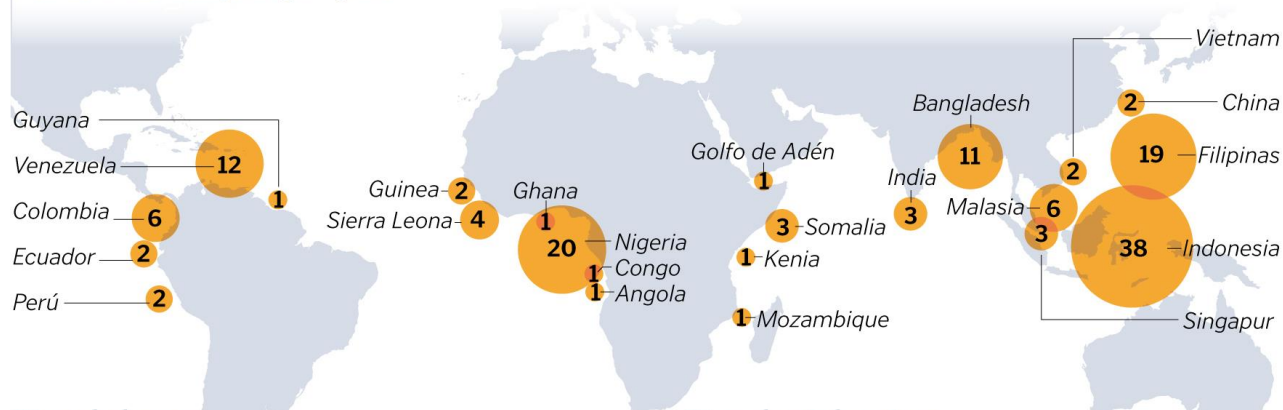 Vietnam
2 China
Bangladesh
11
19 Filipinas
Guyana
1
Venezuela 12
Golfo de Adén
1
India
3
2
Guinea 2
Ghana
1
Colombia 6
Sierra Leona 4
Malasia 6
3
Somalia
3
20 Nigeria
38 Indonesia
Ecuador 2
1 Kenia
1 Congo
1 Angola
Perú 2
1 Mozambique
Singapur